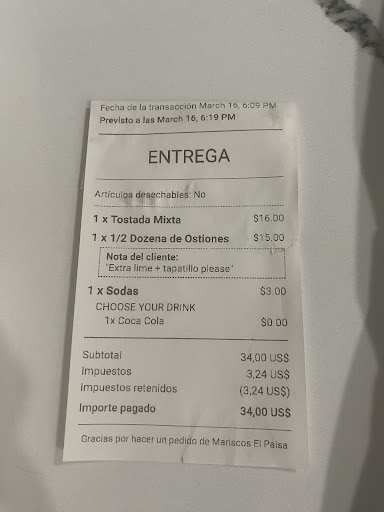 Fecha de la transacción March 16, 6:09 PM
Previsto a las March 16, 6:19 PM
ENTREGA
Artículos desechables: No
1 x Tostada Mixta $16.00
1 x 1/2 Dozena de Ostiones $15.00
Nota del cliente:
"Extra lime + tapatillo please"
1 x Sodas $3.00
CHOOSE YOUR DRINK
1x Coca Cola $0.00
Subtotal 34,00 US$
Impuestos 3,24 US$
Impuestos retenidos (3,24 US$)
Importe pagado 34,00 US$
Gracias por hacer un pedido de Mariscos El Paisa